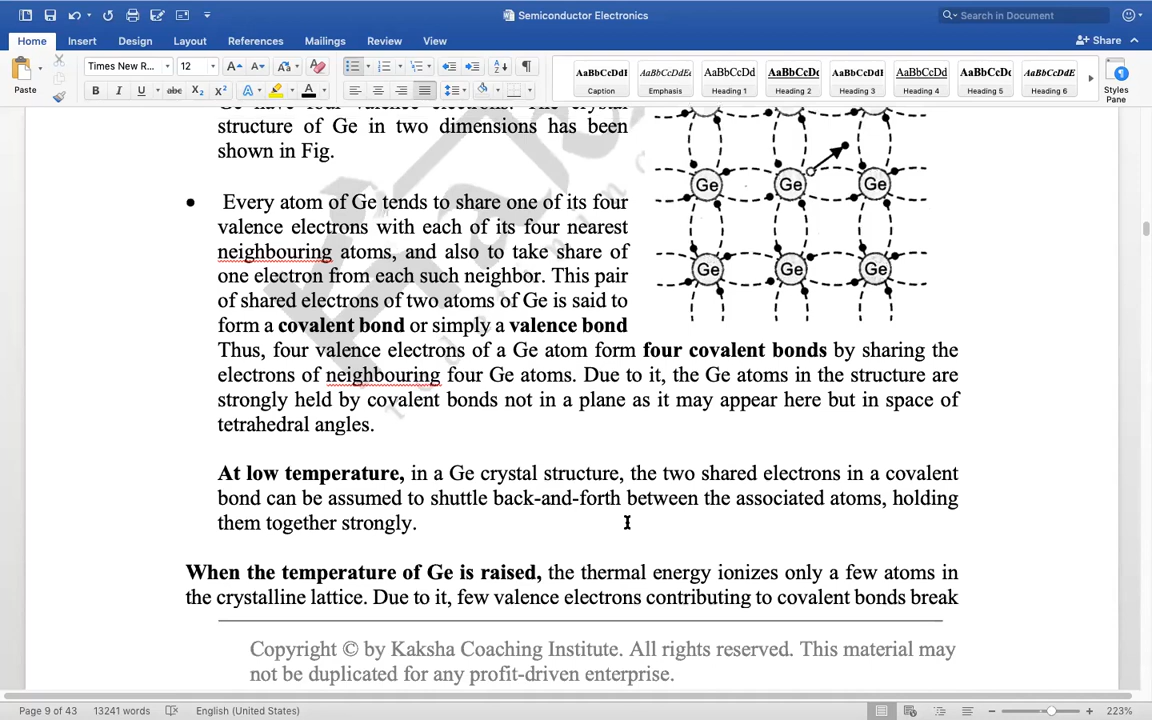 Semiconductor Electronics
Search in Document
Home Insert Design Layout References Mailings Review View
Share
Paste
Times New R... 12
AaBbCcDdI AaBbCcDdEe AaBbCcDd AaBbCcDc AaBbCcDdI AaBbCcDd AaBbCcDc AaBbCcDdE
Caption Emphasis Heading 1 Heading 2 Heading 3 Heading 4 Heading 5 Heading 6
Styles
Pane
structure of Ge in two dimensions has been
shown in Fig.
Ge Ge Ge
Ge Ge Ge
• Every atom of Ge tends to share one of its four
valence electrons with each of its four nearest
neighbouring atoms, and also to take share of
one electron from each such neighbor. This pair
of shared electrons of two atoms of Ge is said to
form a covalent bond or simply a valence bond
Thus, four valence electrons of a Ge atom form four covalent bonds by sharing the
electrons of neighbouring four Ge atoms. Due to it, the Ge atoms in the structure are
strongly held by covalent bonds not in a plane as it may appear here but in space of
tetrahedral angles.
At low temperature, in a Ge crystal structure, the two shared electrons in a covalent
bond can be assumed to shuttle back-and-forth between the associated atoms, holding
them together strongly.
When the temperature of Ge is raised, the thermal energy ionizes only a few atoms in
the crystalline lattice. Due to it, few valence electrons contributing to covalent bonds break
Copyright © by Kaksha Coaching Institute. All rights reserved. This material may
not be duplicated for any profit-driven enterprise.
Page 9 of 43 13241 words English (United States) 223%